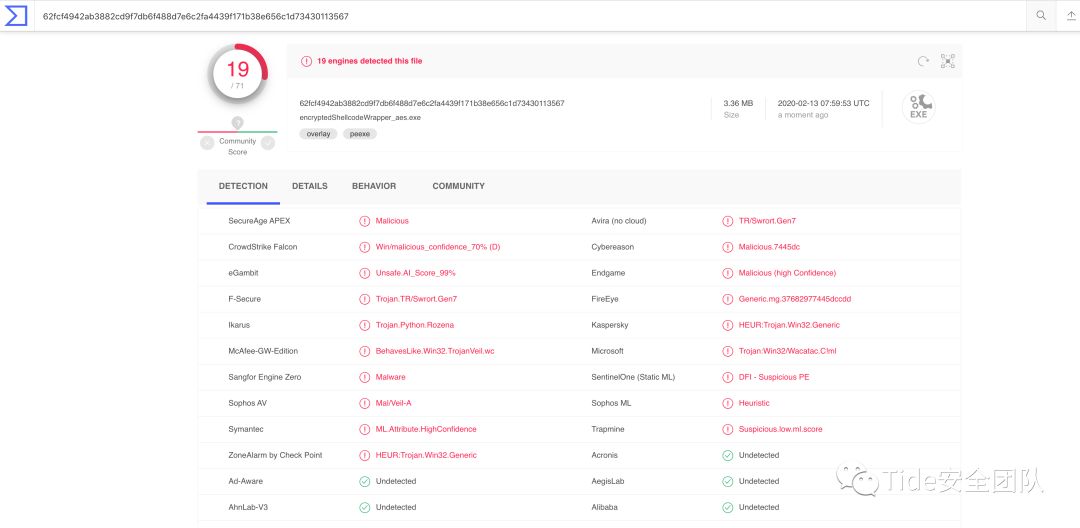 62fcf4942ab3882cd9f7db6f488d7e6c2fa4439f171b38e656c1d73430113567
19
/ 71
19 engines detected this file
62fcf4942ab3882cd9f7db6f488d7e6c2fa4439f171b38e656c1d73430113567
encryptedShellcodeWrapper_aes.exe
overlay peexe
3.36 MB
Size
2020-02-13 07:59:53 UTC
a moment ago
EXE
?
Community
Score
DETECTION DETAILS BEHAVIOR COMMUNITY
SecureAge APEX Malicious Avira (no cloud) TR/Swrort.Gen7
CrowdStrike Falcon Win/malicious_confidence_70% (D) Cybereason Malicious.7445dc
eGambit Unsafe.AI_Score_99% Endgame Malicious (high Confidence)
F-Secure Trojan.TR/Swrort.Gen7 FireEye Generic.mg.37682977445dccdd
Ikarus Trojan.Python.Rozena Kaspersky HEUR:Trojan.Win32.Generic
McAfee-GW-Edition BehavesLike.Win32.TrojanVeil.wc Microsoft Trojan:Win32/Wacatac.C!ml
Sangfor Engine Zero Malware SentinelOne (Static ML) DFI - Suspicious PE
Sophos AV Mal/Veil-A Sophos ML Heuristic
Symantec ML.Attribute.HighConfidence Trapmine Suspicious.low.ml.score
ZoneAlarm by Check Point HEUR:Trojan.Win32.Generic Acronis Undetected
Ad-Aware Undetected AegisLab Undetected
AhnLab-V3 Undetected Alibaba Undetected
Tide安全团队